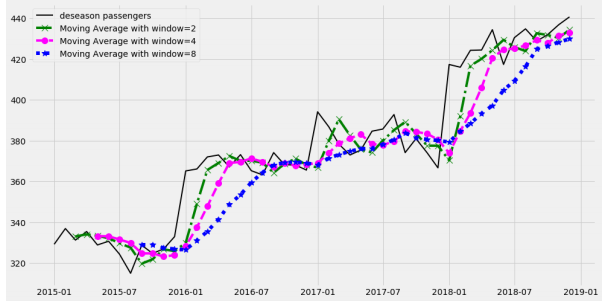 440
420
400
380
360
340
320
deseason passengers
Moving Average with window=2
Moving Average with window=4
Moving Average with window=8
2015-01 2015-07 2016-01 2016-07 2017-01 2017-07 2018-01 2018-07 2019-01